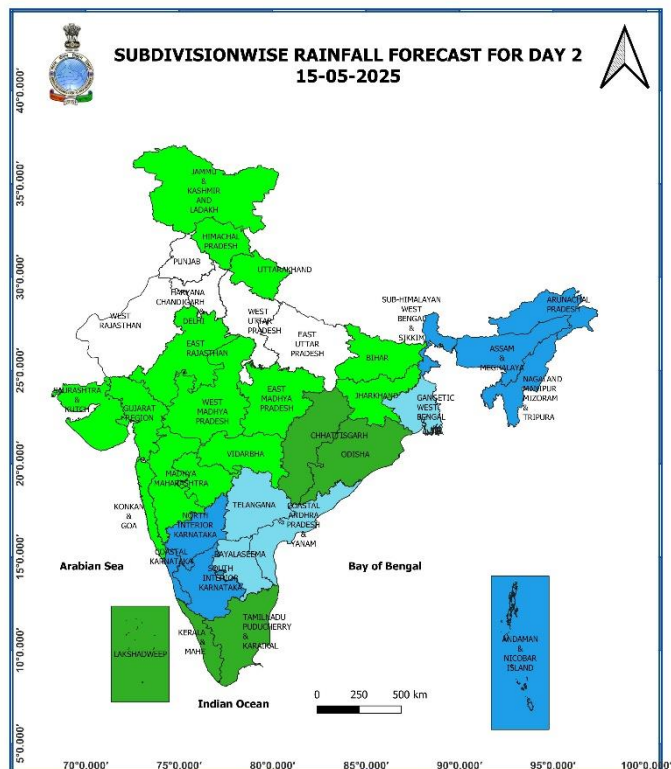 SUBDIVISIONWISE RAINFALL FORECAST FOR DAY 2
15-05-2025
40°0.000'
35°0.000'
30°0.000'
25°0.000'
20°0.000'
15°0.000'
10°0.000'
5°0.000'
JAMMU
&
KASHMIR
AND
LADAKH
HIMACHAL
PRADESH
PUNJAB
UTTARAKHAND
HARYANA
CHANDIGARH &
DELHI
WEST
RAJASTHAN
WEST
UTTAR
PRADESH
EAST
UTTAR
PRADESH
SUB-HIMALAYAN
WEST
BENGAL
&
SIKKIM
ARUNACHAL
PRADESH
ASSAM
&
MEGHALAYA
NAGALAND
MANIPUR
MIZORAM
&
TRIPURA
EAST
RAJASTHAN
BIHAR
SAURASHTRA
&
KUTCH
GUJARAT
REGION
WEST
MADHYA
PRADESH
EAST
MADHYA
PRADESH
JHARKHAND
GANGETIC
WEST
BENGAL
CHHATTISGARH
ODISHA
VIDARBHA
MADHYA
MAHARASHTRA
KONKAN
&
GOA
TELANGANA
COASTAL
ANDHRA
PRADESH
&
YANAM
NORTH
INTERIOR
KARNATAKA
COASTAL
KARNATAKA
RAYALASEEMA
SOUTH
INTERIOR
KARNATAKA
Arabian Sea
Bay of Bengal
LAKSHADWEEP
KERALA
&
MAHE
TAMILNADU
PUDUCHERRY
&
KARAIKAL
ANDAMAN
&
NICOBAR
ISLAND
Indian Ocean
0 250 500 km
70°0.000' 75°0.000' 80°0.000' 85°0.000' 90°0.000' 95°0.000' 100°0.000'